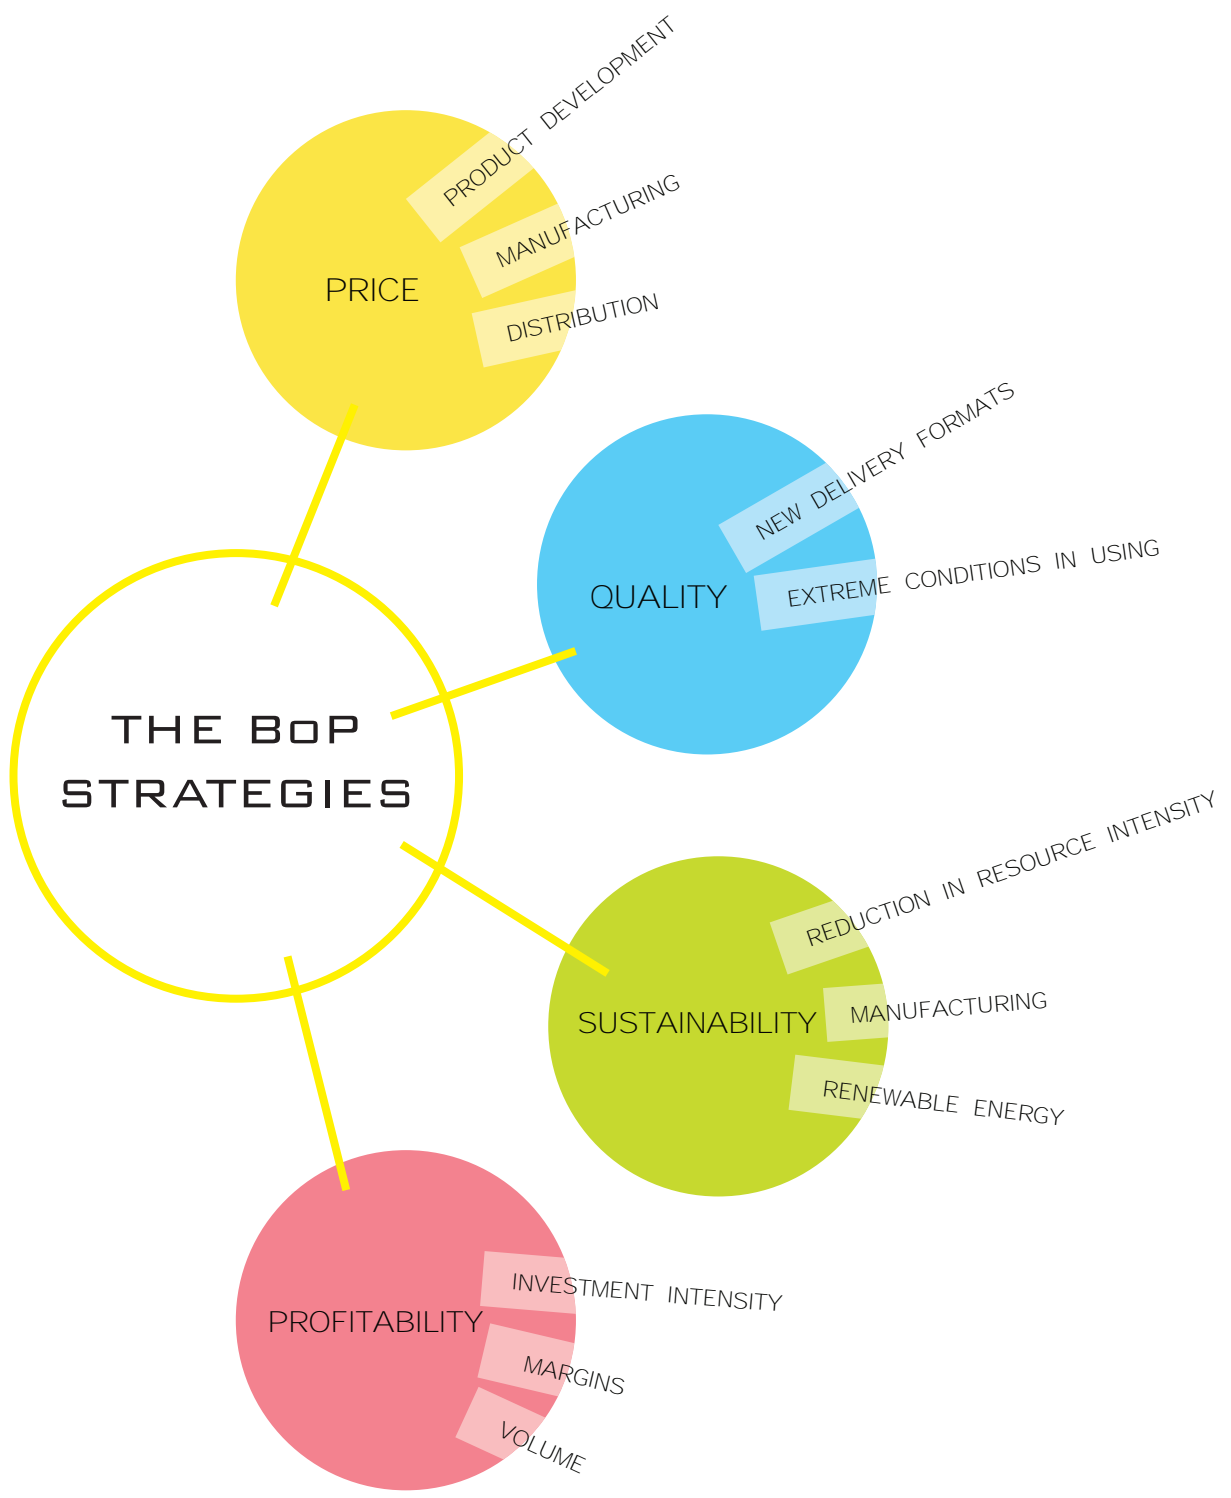 PRODUCT DEVELOPMENT
MANUFACTURING
PRICE
DISTRIBUTION
NEW DELIVERY FORMATS
EXTREME CONDITIONS IN USING
QUALITY
THE BoP
STRATEGIES
REDUCTION IN RESOURCE INTENSITY
MANUFACTURING
SUSTAINABILITY
RENEWABLE ENERGY
INVESTMENT INTENSITY
PROFITABILITY
MARGINS
VOLUME